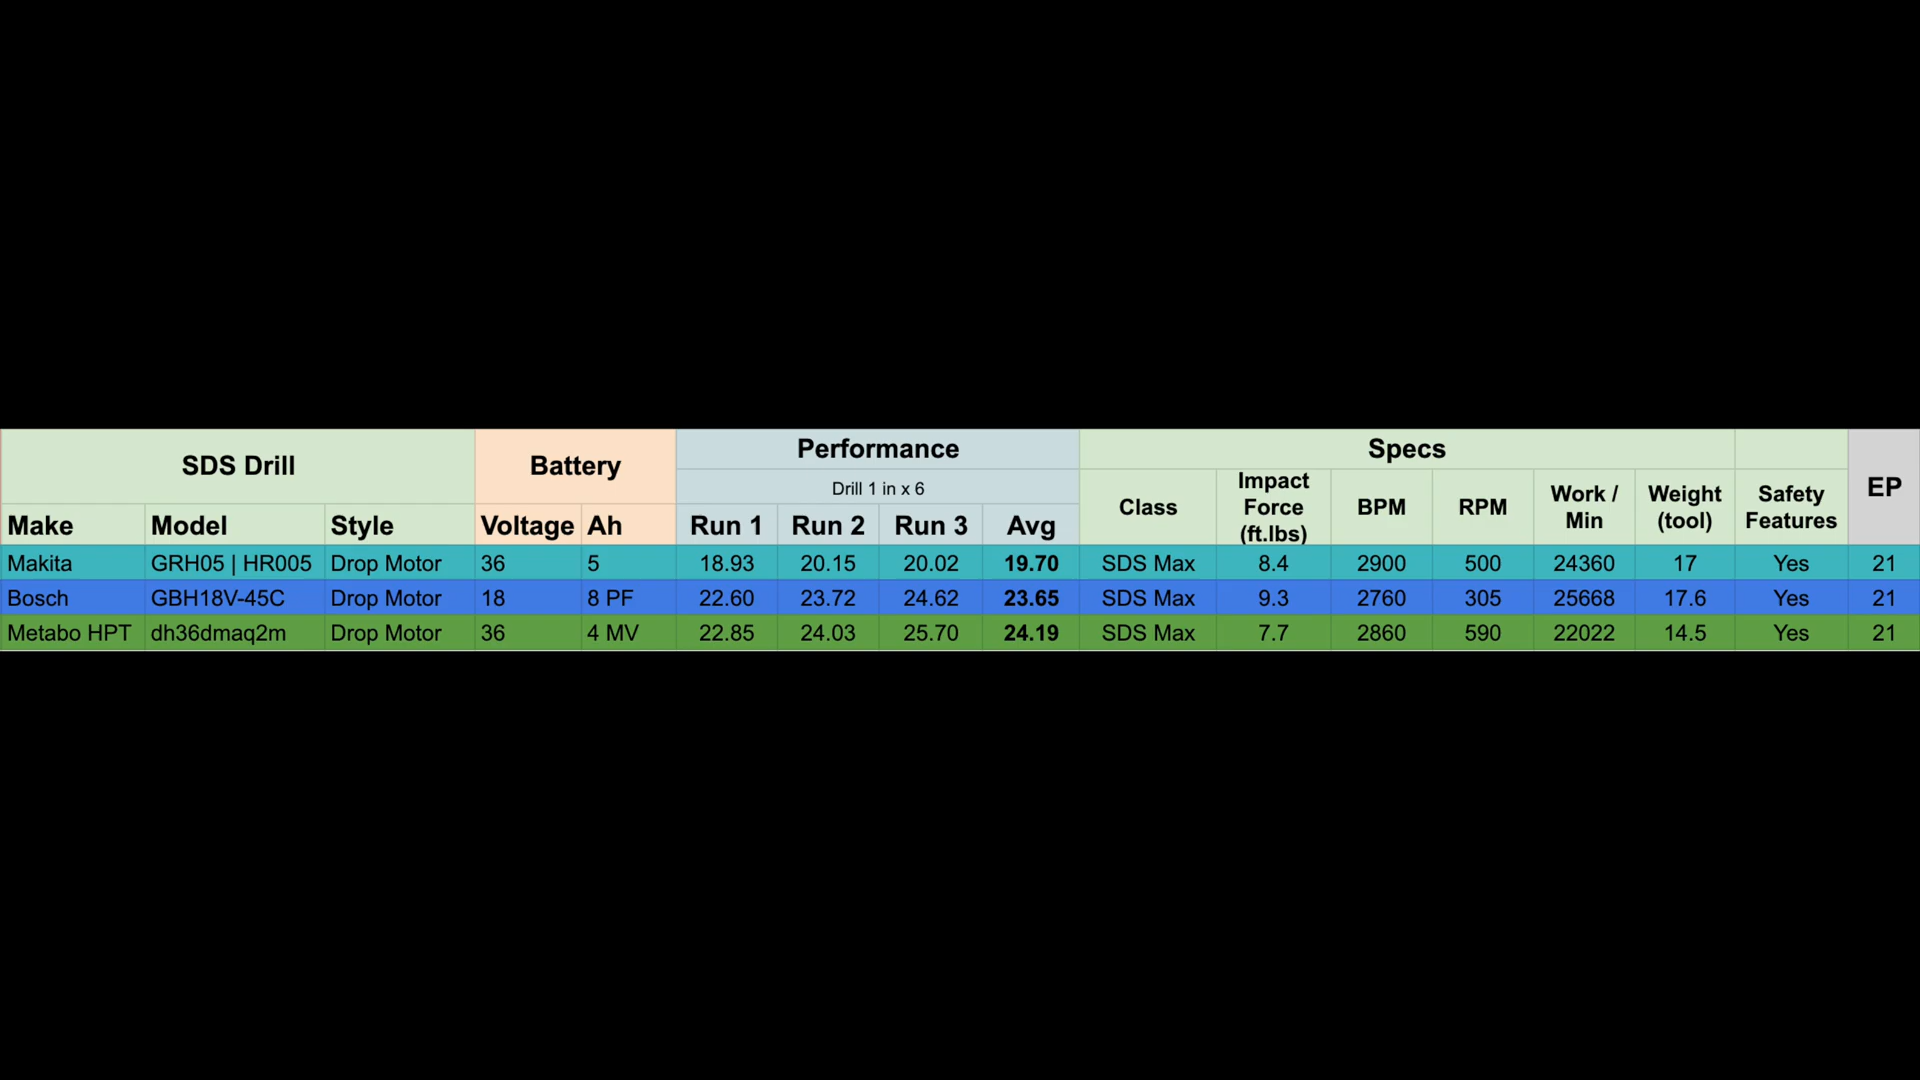 SDS Drill Battery Performance Specs EP
Drill 1 in x 6
Class Impact Force (ft.lbs) BPM RPM Work / Min Weight (tool) Safety Features
Make Model Style Voltage Ah Run 1 Run 2 Run 3 Avg
Makita GRH05 | HR005 Drop Motor 36 5 18.93 20.15 20.02 19.70 SDS Max 8.4 2900 500 24360 17 Yes 21
Bosch GBH18V-45C Drop Motor 18 8 PF 22.60 23.72 24.62 23.65 SDS Max 9.3 2760 305 25668 17.6 Yes 21
Metabo HPT dh36dmaq2m Drop Motor 36 4 MV 22.85 24.03 25.70 24.19 SDS Max 7.7 2860 590 22022 14.5 Yes 21